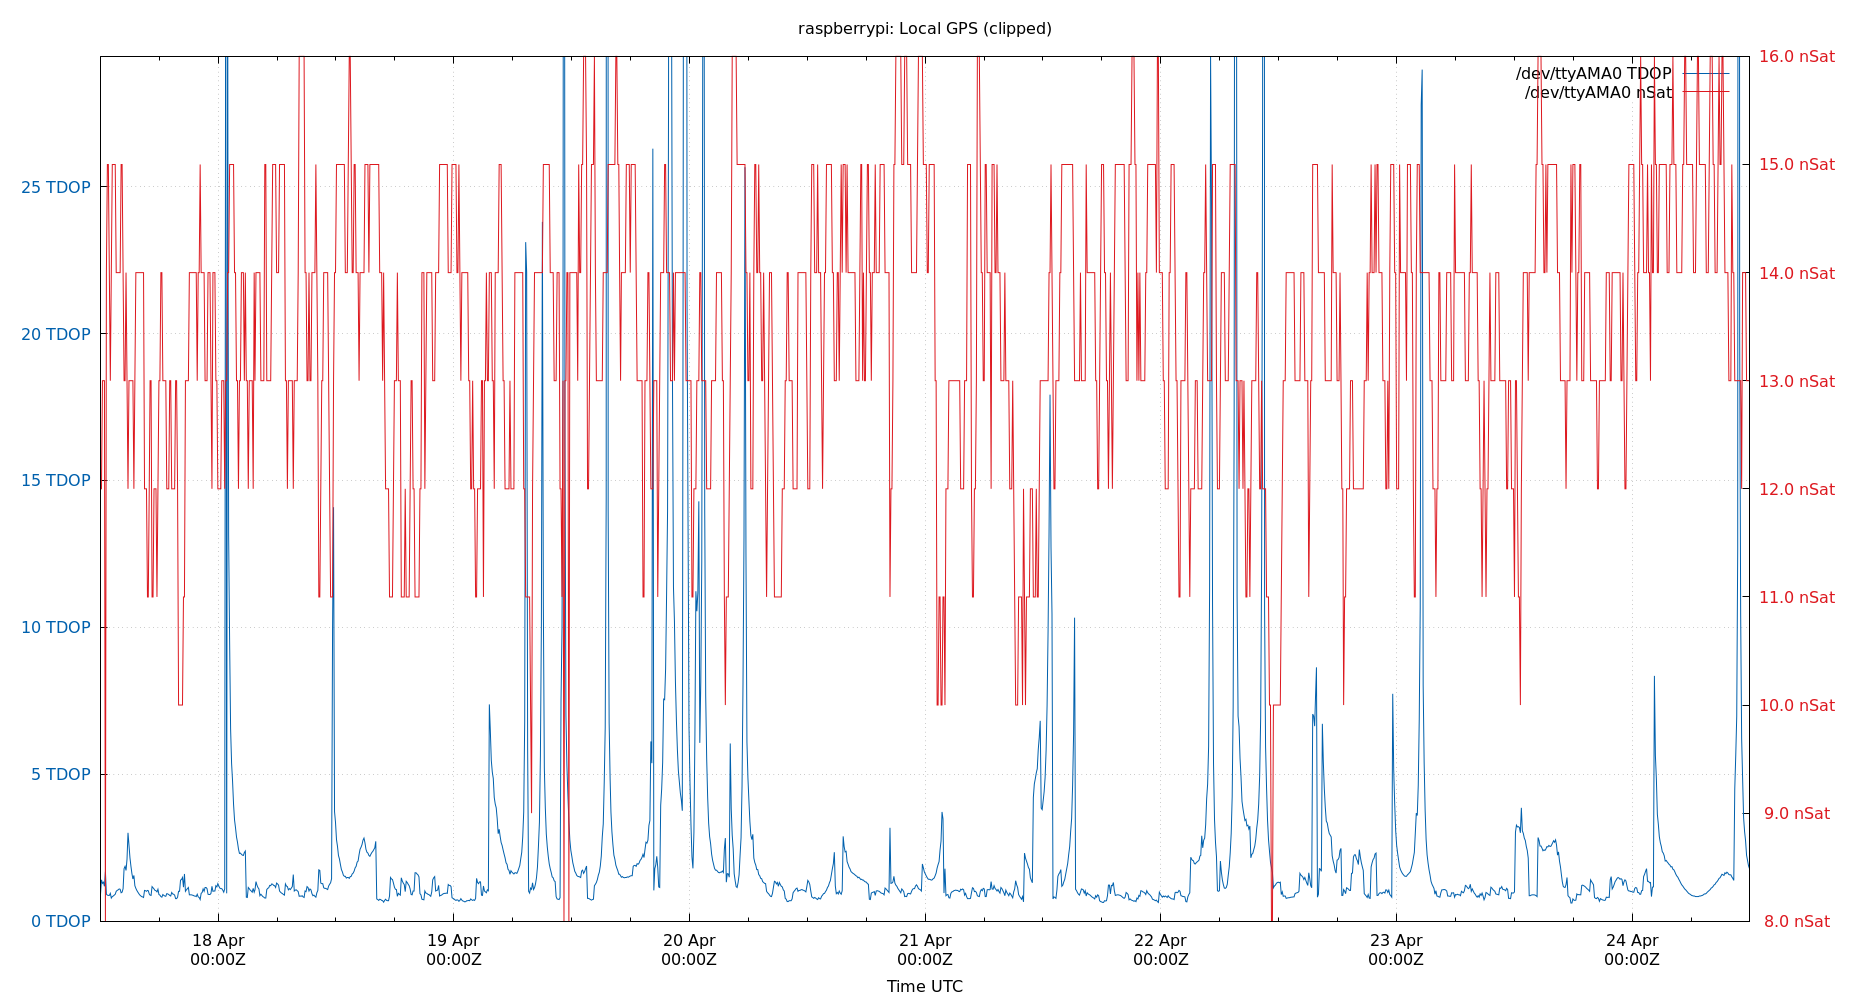 raspberrypi: Local GPS (clipped)
16.0 nSat
/dev/ttyAMA0 TDOP
/dev/ttyAMA0 nSat
15.0 nSat
25 TDOP
14.0 nSat
20 TDOP
13.0 nSat
15 TDOP
12.0 nSat
11.0 nSat
10 TDOP
10.0 nSat
5 TDOP
9.0 nSat
0 TDOP
8.0 nSat
18 Apr 19 Apr 20 Apr 21 Apr 22 Apr 23 Apr 24 Apr
00:00Z 00:00Z 00:00Z 00:00Z 00:00Z 00:00Z 00:00Z
Time UTC